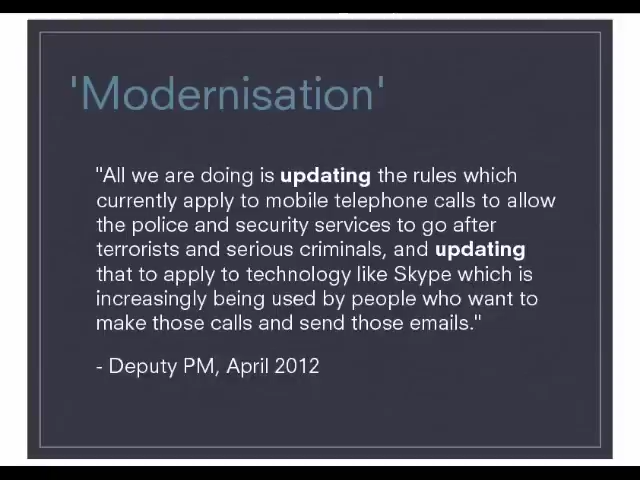 'Modernisation'
"All we are doing is updating the rules which
currently apply to mobile telephone calls to allow
the police and security services to go after
terrorists and serious criminals, and updating
that to apply to technology like Skype which is
increasingly being used by people who want to
make those calls and send those emails."
- Deputy PM, April 2012